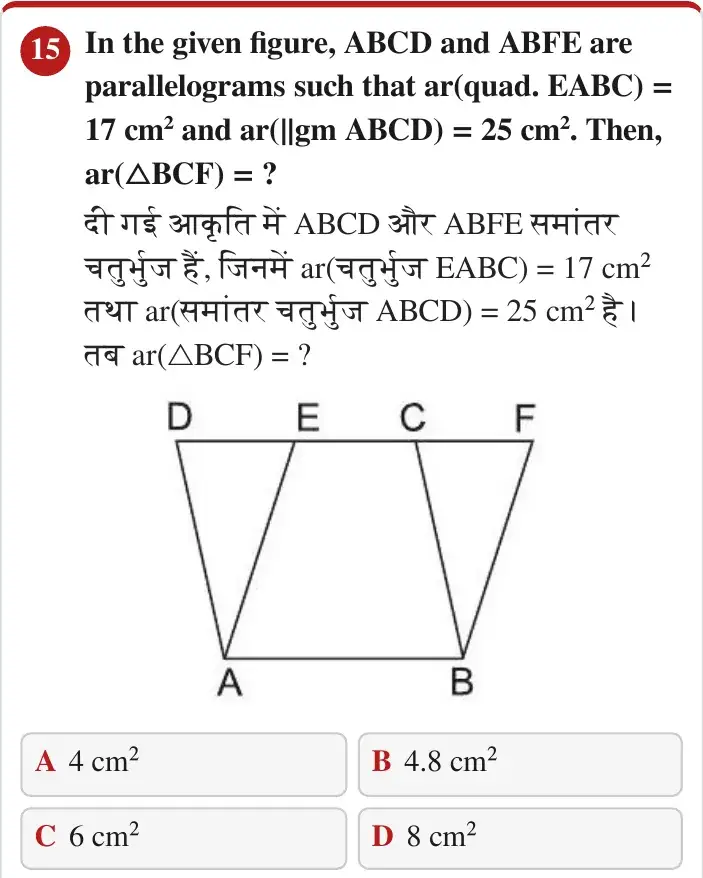 15 In the given figure, ABCD and ABFE are
parallelograms such that ar(quad. EABC) =
17 cm² and ar(||gm ABCD) = 25 cm². Then,
ar(△BCF) = ?
दी गई आकृति में ABCD और ABFE समांतर
चतुर्भुज हैं, जिनमें ar(चतुर्भुज EABC) = 17 cm²
तथा ar(समांतर चतुर्भुज ABCD) = 25 cm² है।
तब ar(△BCF) = ?
D E C F
A B
A 4 cm²
B 4.8 cm²
C 6 cm²
D 8 cm²